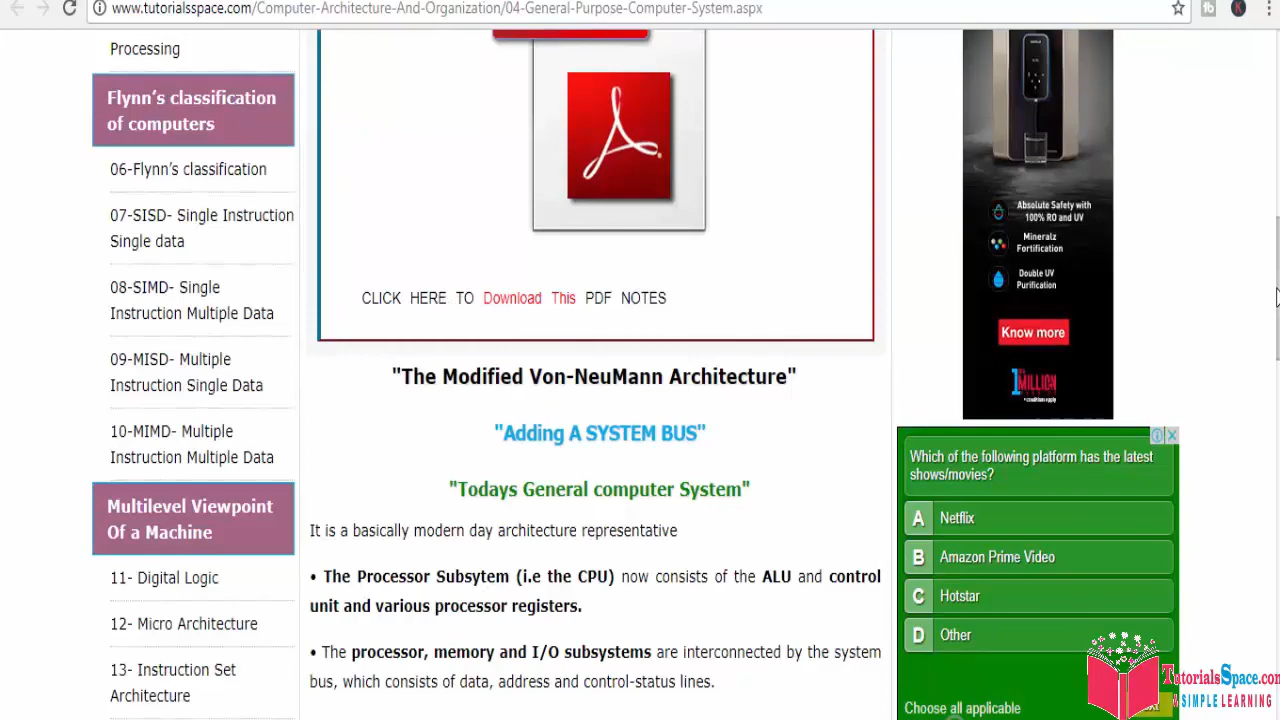 www.tutorialsspace.com/Computer-Architecture-And-Organization/04-General-Purpose-Computer-System.aspx
K
Processing
Flynn's classification
of computers
06-Flynn's classification
07-SISD- Single Instruction
Single data
08-SIMD- Single
Instruction Multiple Data
09-MISD- Multiple
Instruction Single Data
10-MIMD- Multiple
Instruction Multiple Data
Multilevel Viewpoint
Of a Machine
11- Digital Logic
12- Micro Architecture
13- Instruction Set
Architecture
CLICK HERE TO Download This PDF NOTES
"The Modified Von-NeuMann Architecture"
"Adding A SYSTEM BUS"
"Todays General computer System"
It is a basically modern day architecture representative
• The Processor Subsytem (i.e the CPU) now consists of the ALU and control
unit and various processor registers.
• The processor, memory and I/O subsystems are interconnected by the system
bus, which consists of data, address and control-status lines.
Absolute Safety with
100% RO and UV
Mineralz
Fortification
Double UV
Purification
Know more
1 MILLION
Which of the following platform has the latest
shows/movies?
A Netflix
B Amazon Prime Video
C Hotstar
D Other
Choose all applicable
TutorialsSpace.com
SIMPLE LEARNING